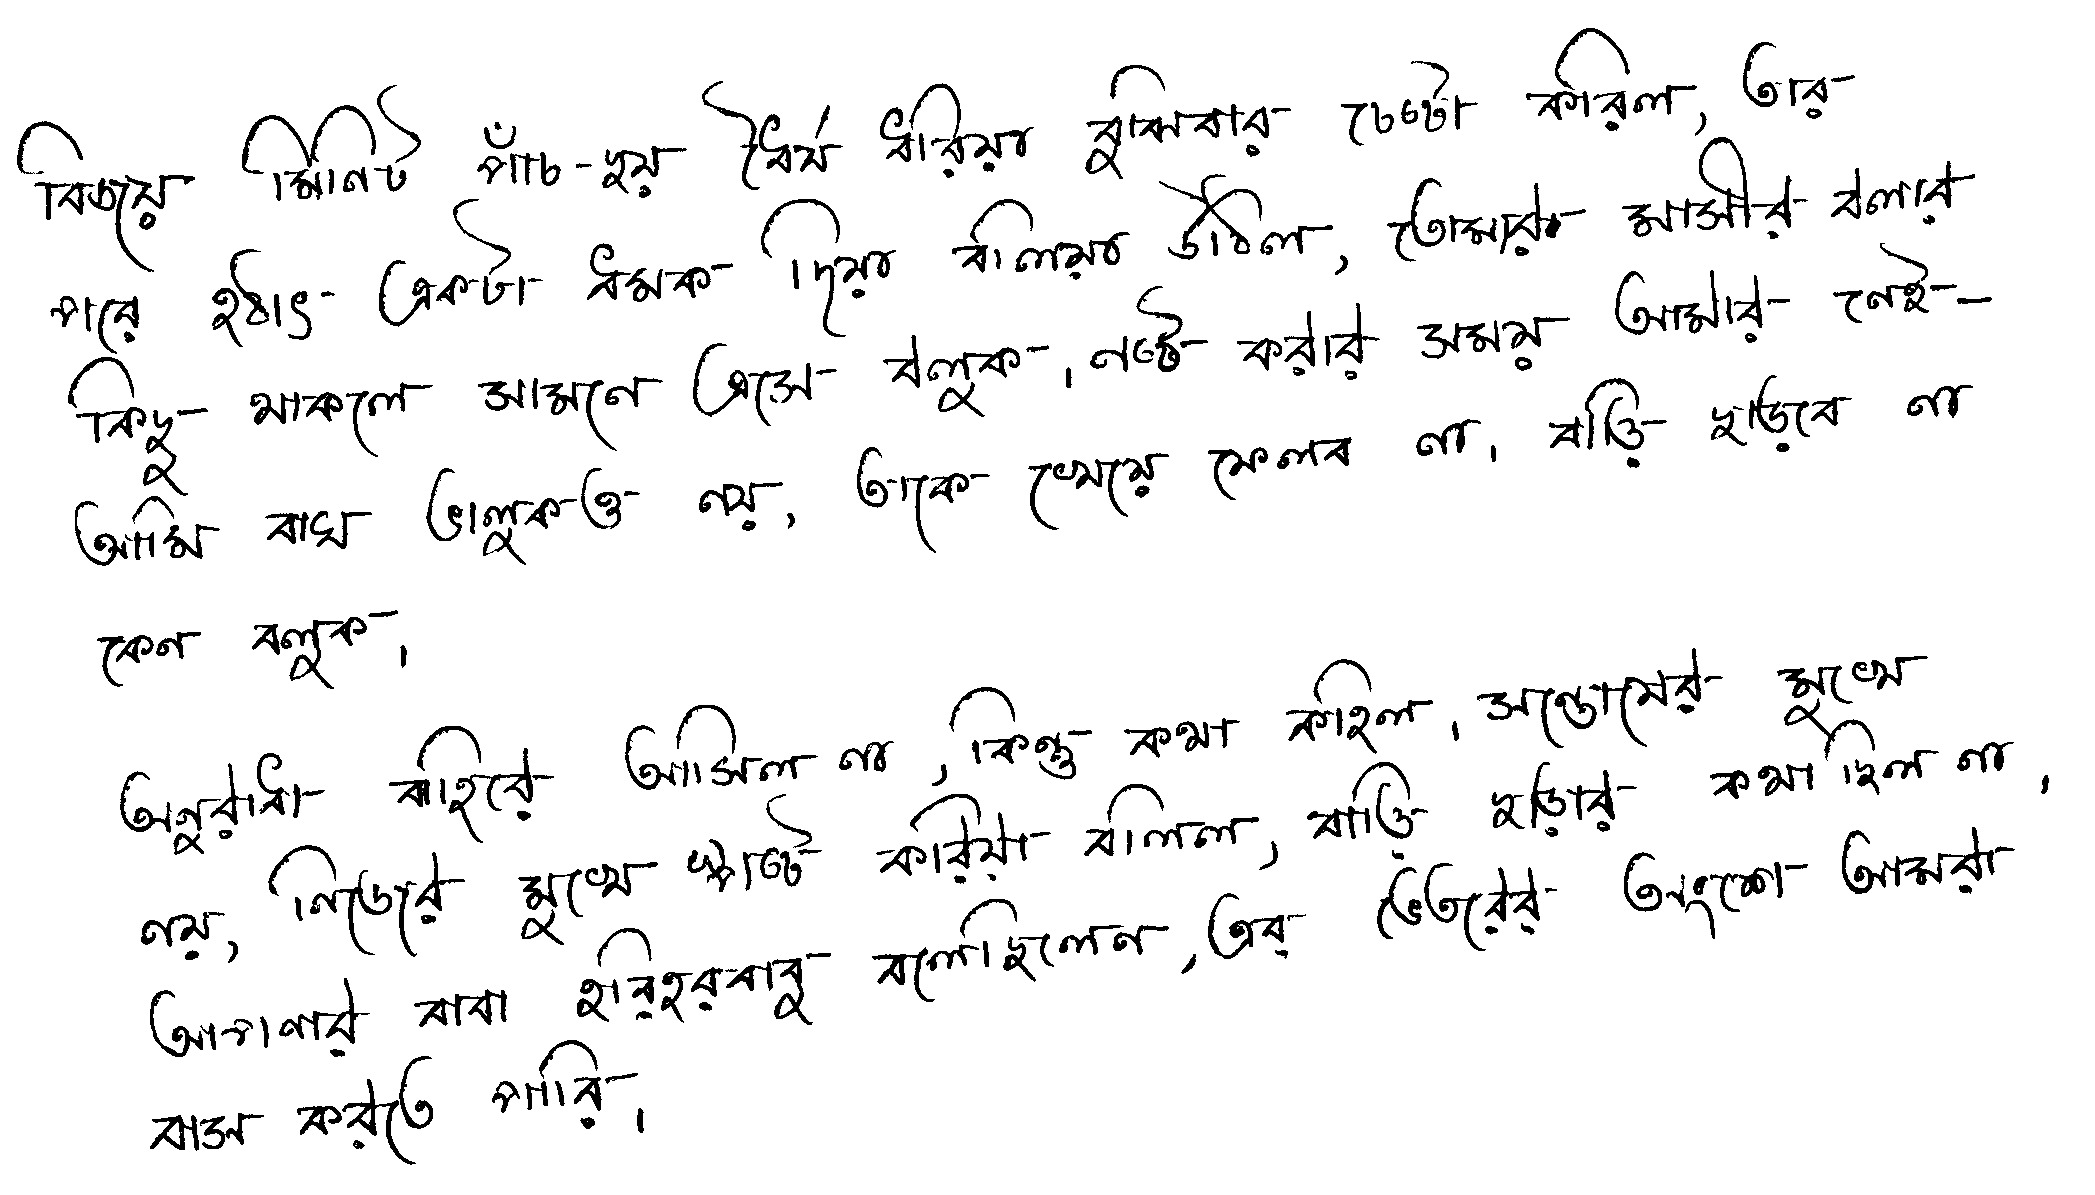 বিজয়ে মিনিট পাঁচ-ছয় ধৈর্য ধরিয়া বুঝিবার চেষ্টা করিল, তার
পরে হঠাৎ একটা ধমক দিয়া বলিয়া উঠিল, তোমারা মাসীর বলার
কিছু থাকলে সামনে এসে বলুক। নষ্ট করার সময় আমার নেই–
আমি বাঘ ভালুকও নয়, তাকে খেয়ে ফেলব না। বাড়ি ছাড়বে না
কেন বলুক।
অনুরাধা বাহিরে আসিল না, কিন্তু কথা কহিল। সন্তোষের মুখে
নয়, নিজের মুখে স্পষ্ট করিয়া বলিল, বাড়ি ছাড়ার কথা ছিল না।
আপনার বাবা হরিহরবাবু বলেছিলেন, এর ভেতরের অংশে আমরা
বাস করতে পারি।